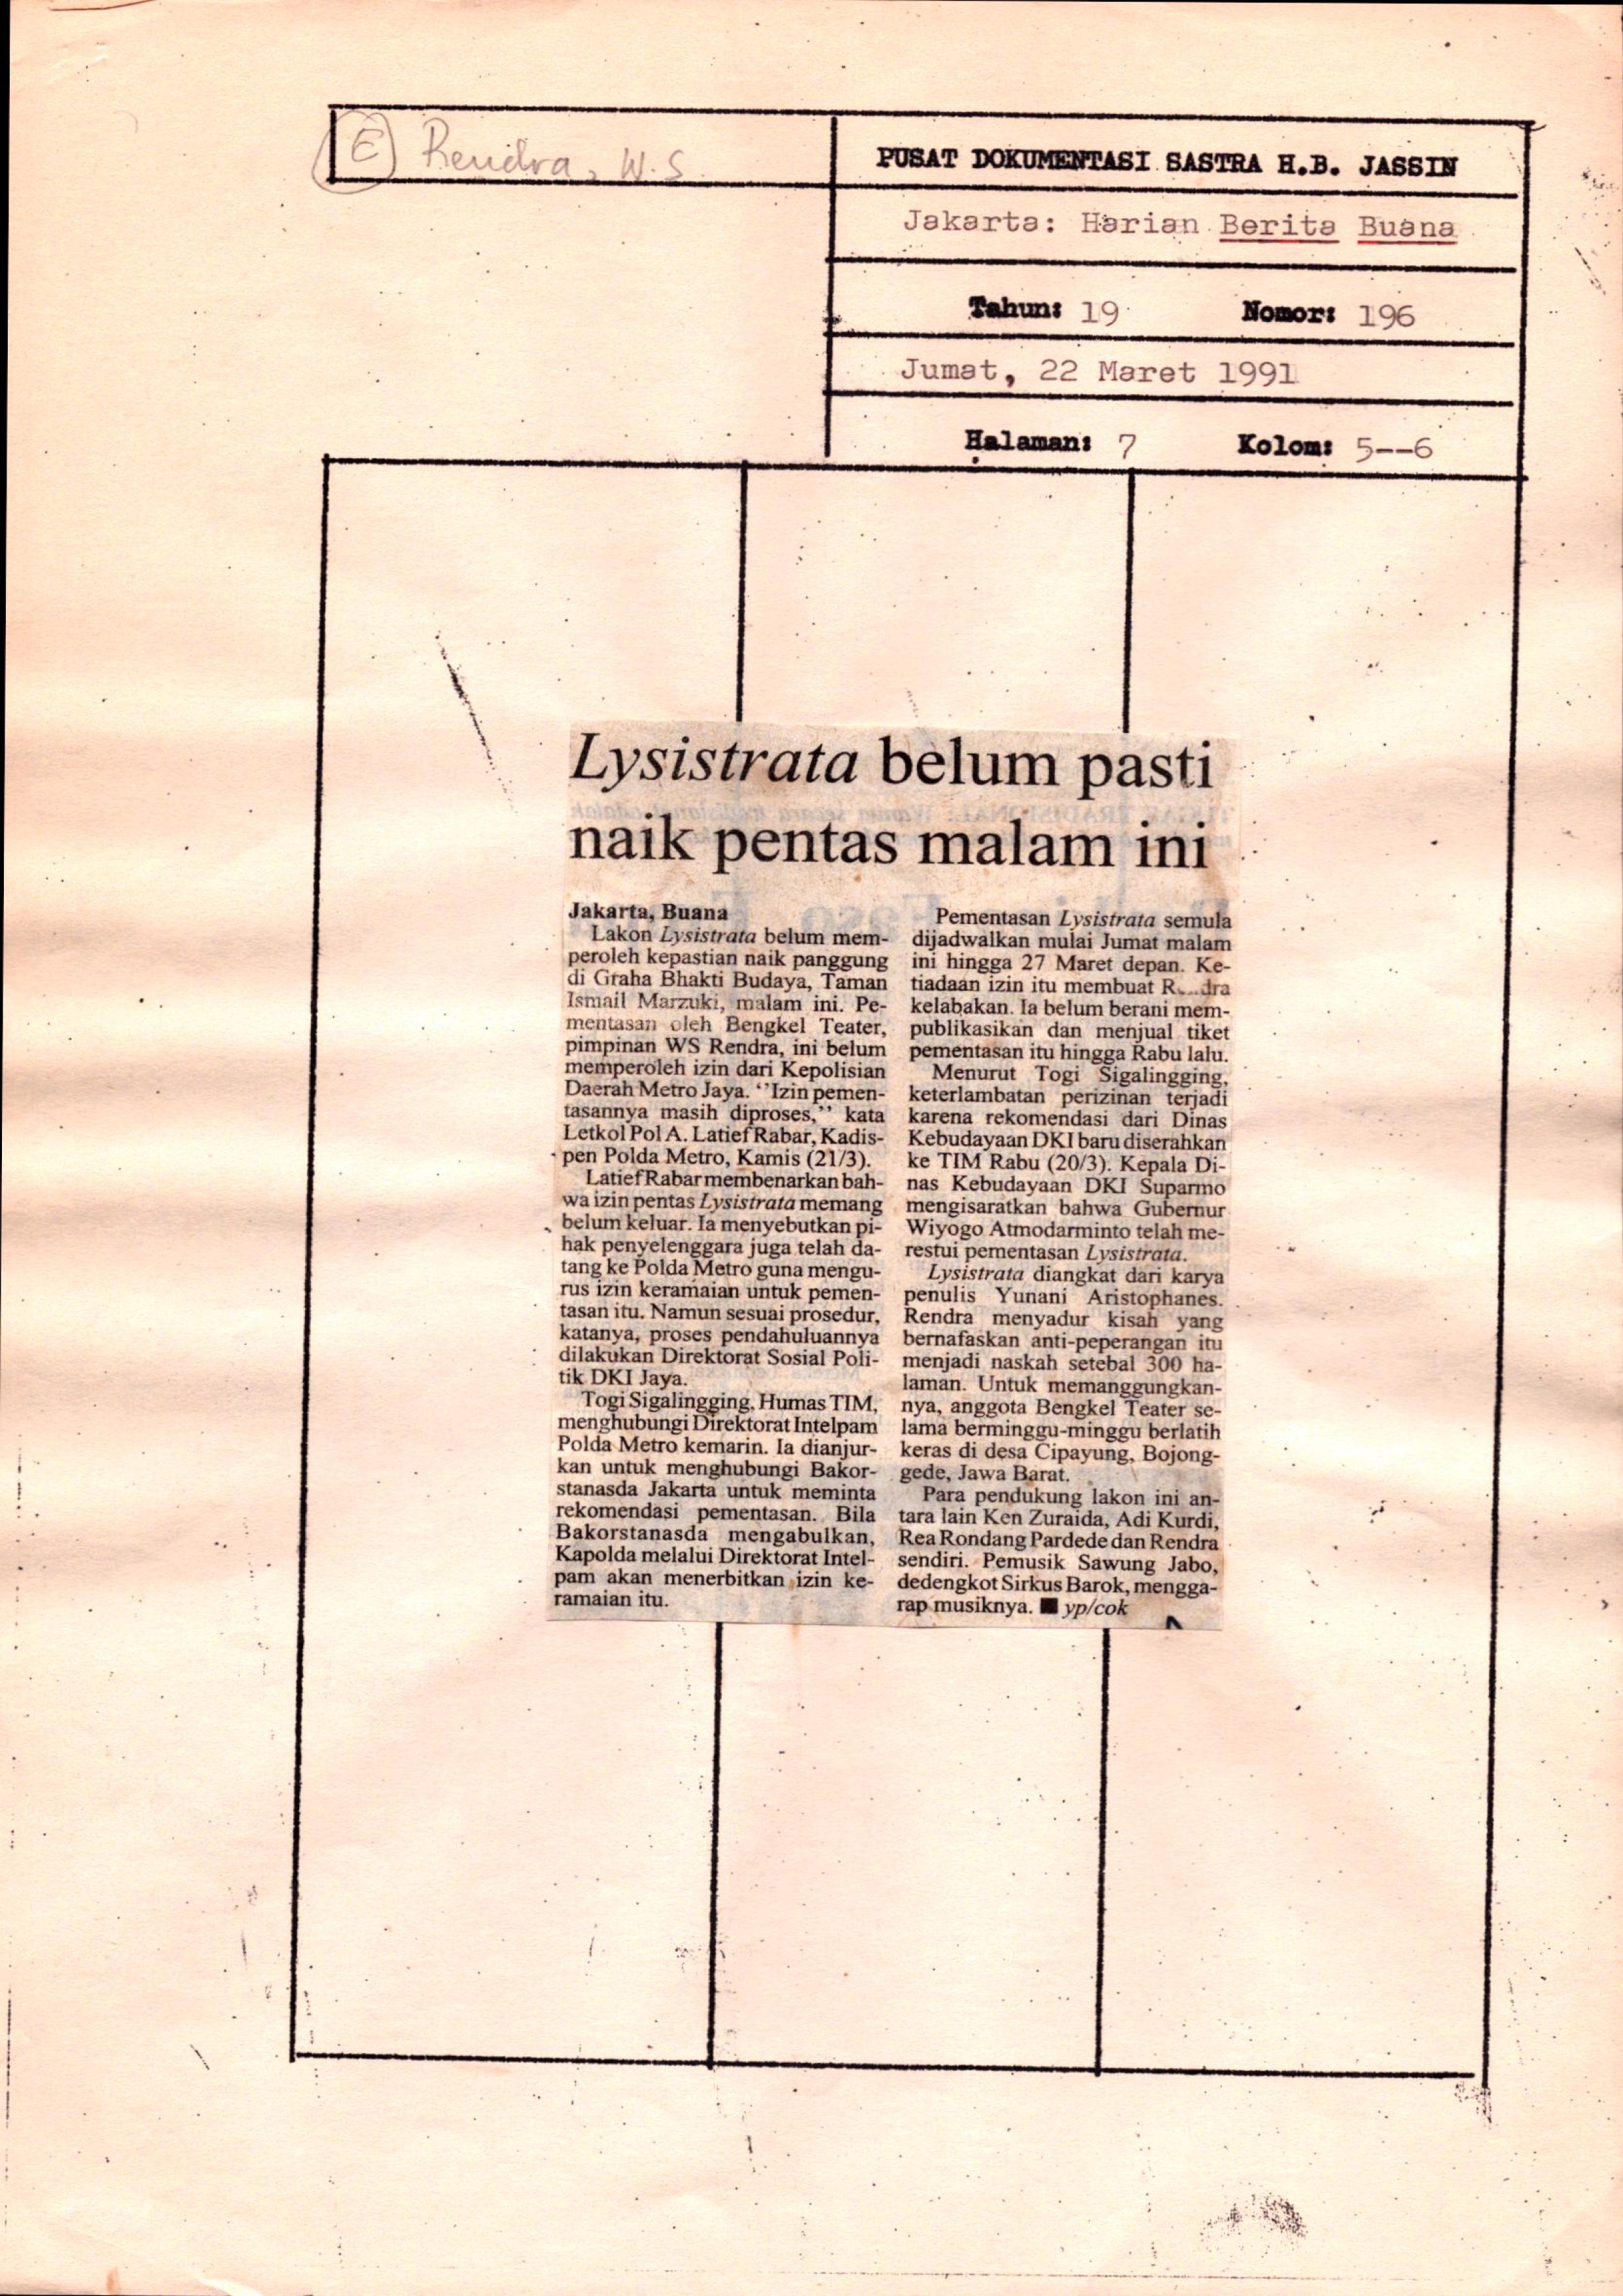 E Rendra, W.S.
PUSAT DOKUMENTASI SASTRA H.B. JASSIN
Jakarta: Harian Berita Buana
Tahun: 19 Nomor: 196
Jumat, 22 Maret 1991
Halaman: 7 Kolom: 5--6
Lysistrata belum pasti
naik pentas malam ini
Jakarta, Buana
Lakon Lysistrata belum mem-
peroleh kepastian naik panggung
di Graha Bhakti Budaya, Taman
Ismail Marzuki, malam ini. Pe-
mentasan oleh Bengkel Teater,
pimpinan WS Rendra, ini belum
memperoleh izin dari Kepolisian
Daerah Metro Jaya. ‘’Izin pemen-
tasannya masih diproses,’’ kata
Letkol Pol A. Latief Rabar, Kadis-
pen Polda Metro, Kamis (21/3).
Latief Rabar membenarkan bah-
wa izin pentas Lysistrata memang
belum keluar. Ia menyebutkan pi-
hak penyelenggara juga telah da-
tang ke Polda Metro guna mengu-
rus izin keramaian untuk pemen-
tasan itu. Namun sesuai prosedur,
katanya, proses pendahuluannya
dilakukan Direktorat Sosial Poli-
tik DKI Jaya.
Togi Sigalingging, Humas TIM,
menghubungi Direktorat Intelpam
Polda Metro kemarin. Ia dianjur-
kan untuk menghubungi Bakor-
stanasda Jakarta untuk meminta
rekomendasi pementasan. Bila
Bakorstanasda mengabulkan,
Kapolda melalui Direktorat Intel-
pam akan menerbitkan izin ke-
ramaian itu.
Pementasan Lysistrata semula
dijadwalkan mulai Jumat malam
ini hingga 27 Maret depan. Ke-
tiadaan izin itu membuat
kelabakan. Ia belum berani mem-
publikasikan dan menjual tiket
pementasan itu hingga Rabu lalu.
Menurut Togi Sigalingging,
keterlambatan perizinan terjadi
karena rekomendasi dari Dinas
Kebudayaan DKI baru diserahkan
ke TIM Rabu (20/3). Kepala Di-
nas Kebudayaan DKI Suparmo
mengisaratkan bahwa Gubernur
Wiyogo Atmodarminto telah me-
restui pementasan Lysistrata.
Lysistrata diangkat dari karya
penulis Yunani Aristophanes.
Rendra menyadur kisah yang
bernafaskan anti-peperangan itu
menjadi naskah setebal 300 ha-
laman. Untuk memanggungkan-
nya, anggota Bengkel Teater se-
lama berminggu-minggu berlatih
keras di desa Cipayung, Bojong-
gede, Jawa Barat.
Para pendukung lakon ini an-
tara lain Ken Zuraida, Adi Kurdi,
Rea Rondang Pardede dan Rendra
sendiri. Pemusik Sawung Jabo,
dedengkot Sirkus Barok, mengga-
rap musiknya. ■ yp/cok